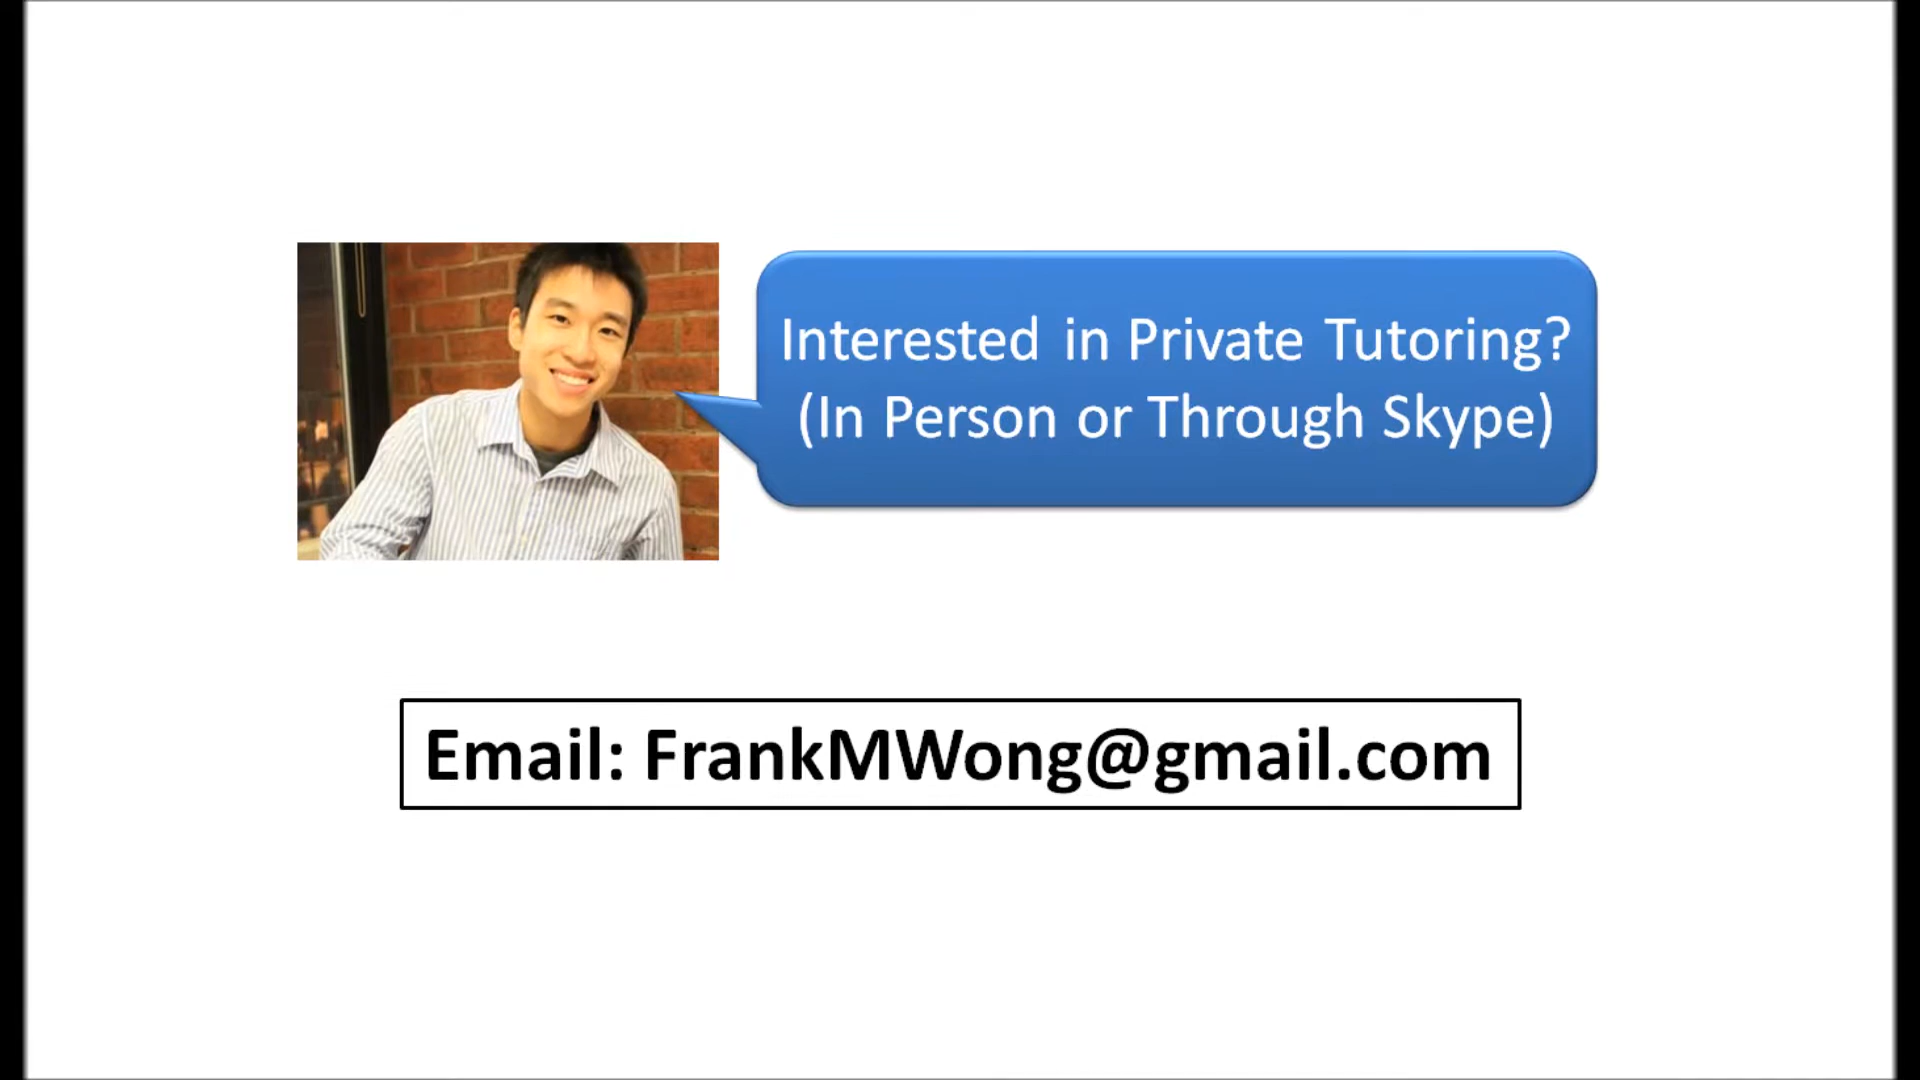 Interested in Private Tutoring?
(In Person or Through Skype)
Email: FrankMWong@gmail.com